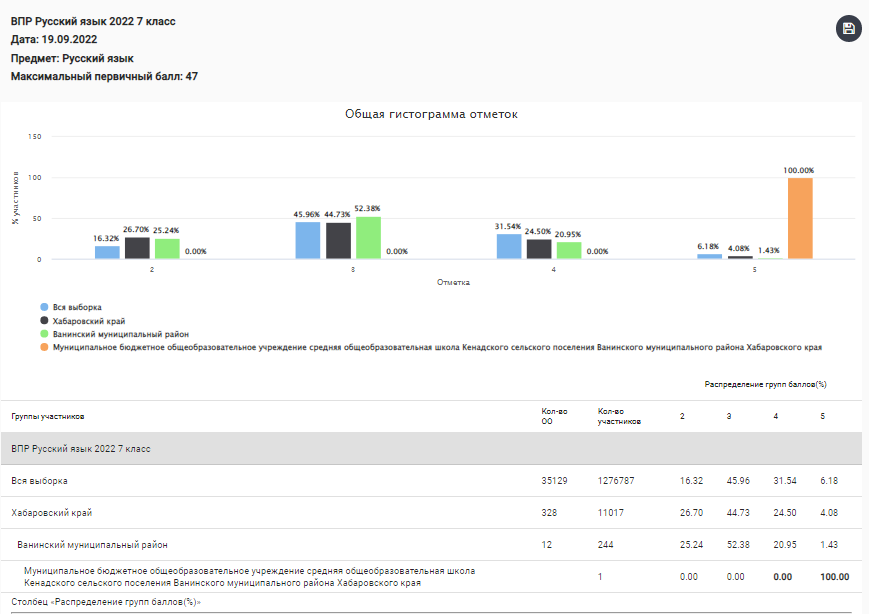 ВПР Русский язык 2022 7 класс
Дата: 19.09.2022
Предмет: Русский язык
Максимальный первичный балл: 47
Общая гистограмма отметок
% участников
150
100
50
0
16.32% 26.70% 25.24% 0.00%
45.96% 44.73% 52.38% 0.00%
31.54% 24.50% 20.95% 0.00%
6.18% 4.08% 1.43% 100.00%
2 3 4 5
Отметка
Вся выборка
Хабаровский край
Ванинский муниципальный район
Муниципальное бюджетное общеобразовательное учреждение средняя общеобразовательная школа Кенадского сельского поселения Ванинского муниципального района Хабаровского края
Распределение групп баллов(%)
Группы участников Кол-во ОО Кол-во участников 2 3 4 5
ВПР Русский язык 2022 7 класс
Вся выборка 35129 1276787 16.32 45.96 31.54 6.18
Хабаровский край 328 11017 26.70 44.73 24.50 4.08
Ванинский муниципальный район 12 244 25.24 52.38 20.95 1.43
Муниципальное бюджетное общеобразовательное учреждение средняя общеобразовательная школа
Кенадского сельского поселения Ванинского муниципального района Хабаровского края 1 0.00 0.00 0.00 100.00
Столбец «Распределение групп баллов(%)»